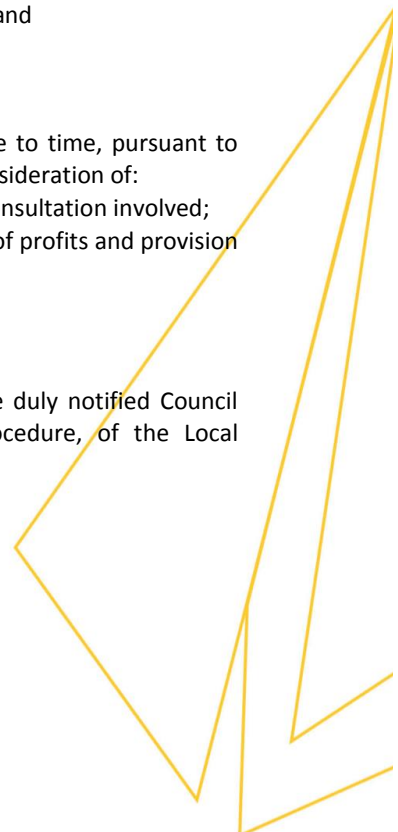 and
e to time, pursuant to
sideration of:
nsultation involved;
of profits and provision
e duly notified Council
ocedure, of the Local